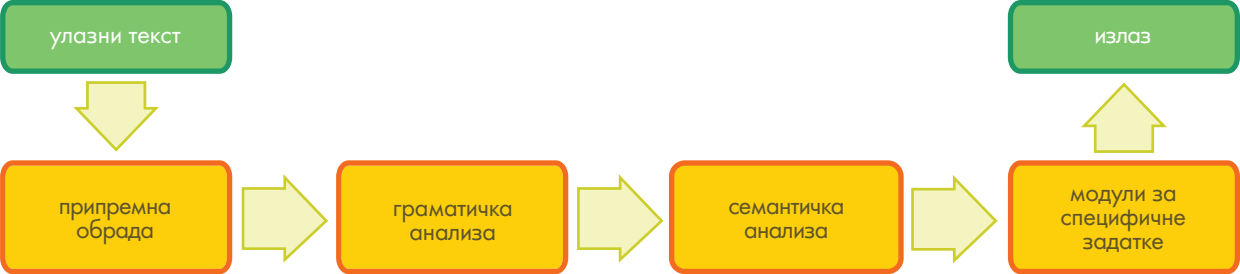 улазни текст
излаз
припремна
обрада
граматичка
анализа
семантичка
анализа
модули за
специфичне
задатке